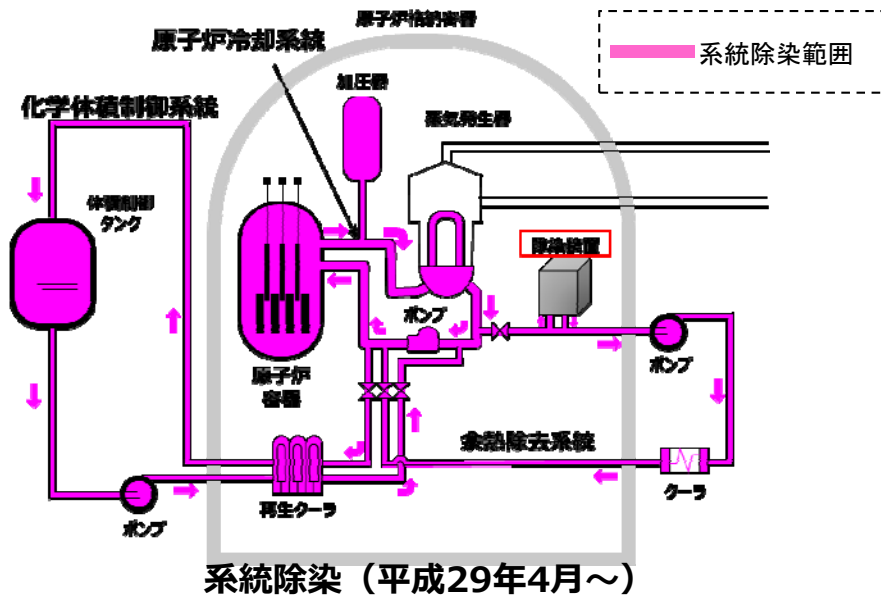 原子炉格納容器
原子炉冷却系統
系統除染範囲
加圧器
化学体積制御系統
蒸気発生器
体積制御
タンク
除染装置
ポンプ
ポンプ
原子炉
容器
余熱除去系統
クーラ
再生クーラ
ポンプ
系統除染（平成29年4月～）